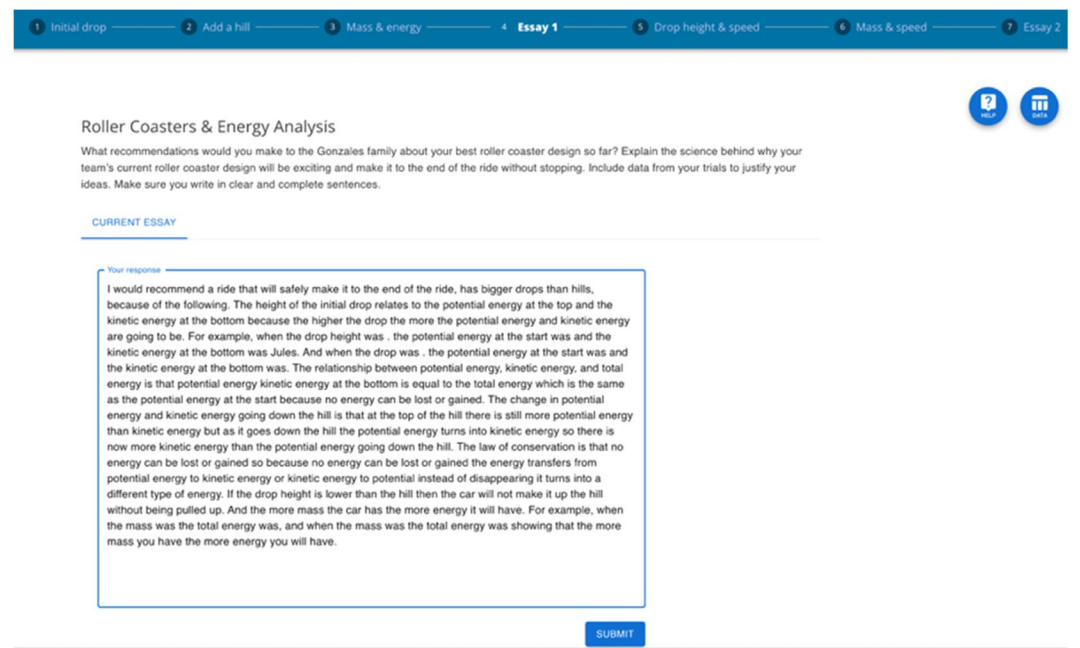 1 Initial drop 2 Add a hill 3 Mass & energy 4 Essay 1 5 Drop height & speed 6 Mass & speed 7 Essay 2
HELP DATA
Roller Coasters & Energy Analysis
What recommendations would you make to the Gonzales family about your best roller coaster design so far? Explain the science behind why your
team's current roller coaster design will be exciting and make it to the end of the ride without stopping. Include data from your trials to justify your
ideas. Make sure you write in clear and complete sentences.
CURRENT ESSAY
Your response
I would recommend a ride that will safely make it to the end of the ride, has bigger drops than hills,
because of the following. The height of the initial drop relates to the potential energy at the top and the
kinetic energy at the bottom because the higher the drop the more the potential energy and kinetic energy
are going to be. For example, when the drop height was . the potential energy at the start was and the
kinetic energy at the bottom was Jules. And when the drop was . the potential energy at the start was and
the kinetic energy at the bottom was. The relationship between potential energy, kinetic energy, and total
energy is that potential energy kinetic energy at the bottom is equal to the total energy which is the same
as the potential energy at the start because no energy can be lost or gained. The change in potential
energy and kinetic energy going down the hill is that at the top of the hill there is still more potential energy
than kinetic energy but as it goes down the hill the potential energy turns into kinetic energy so there is
now more kinetic energy than the potential energy going down the hill. The law of conservation is that no
energy can be lost or gained so because no energy can be lost or gained the energy transfers from
potential energy to kinetic energy or kinetic energy to potential instead of disappearing it turns into a
different type of energy. If the drop height is lower than the hill then the car will not make it up the hill
without being pulled up. And the more mass the car has the more energy it will have. For example, when
the mass was the total energy was, and when the mass was the total energy was showing that the more
mass you have the more energy you will have.
SUBMIT